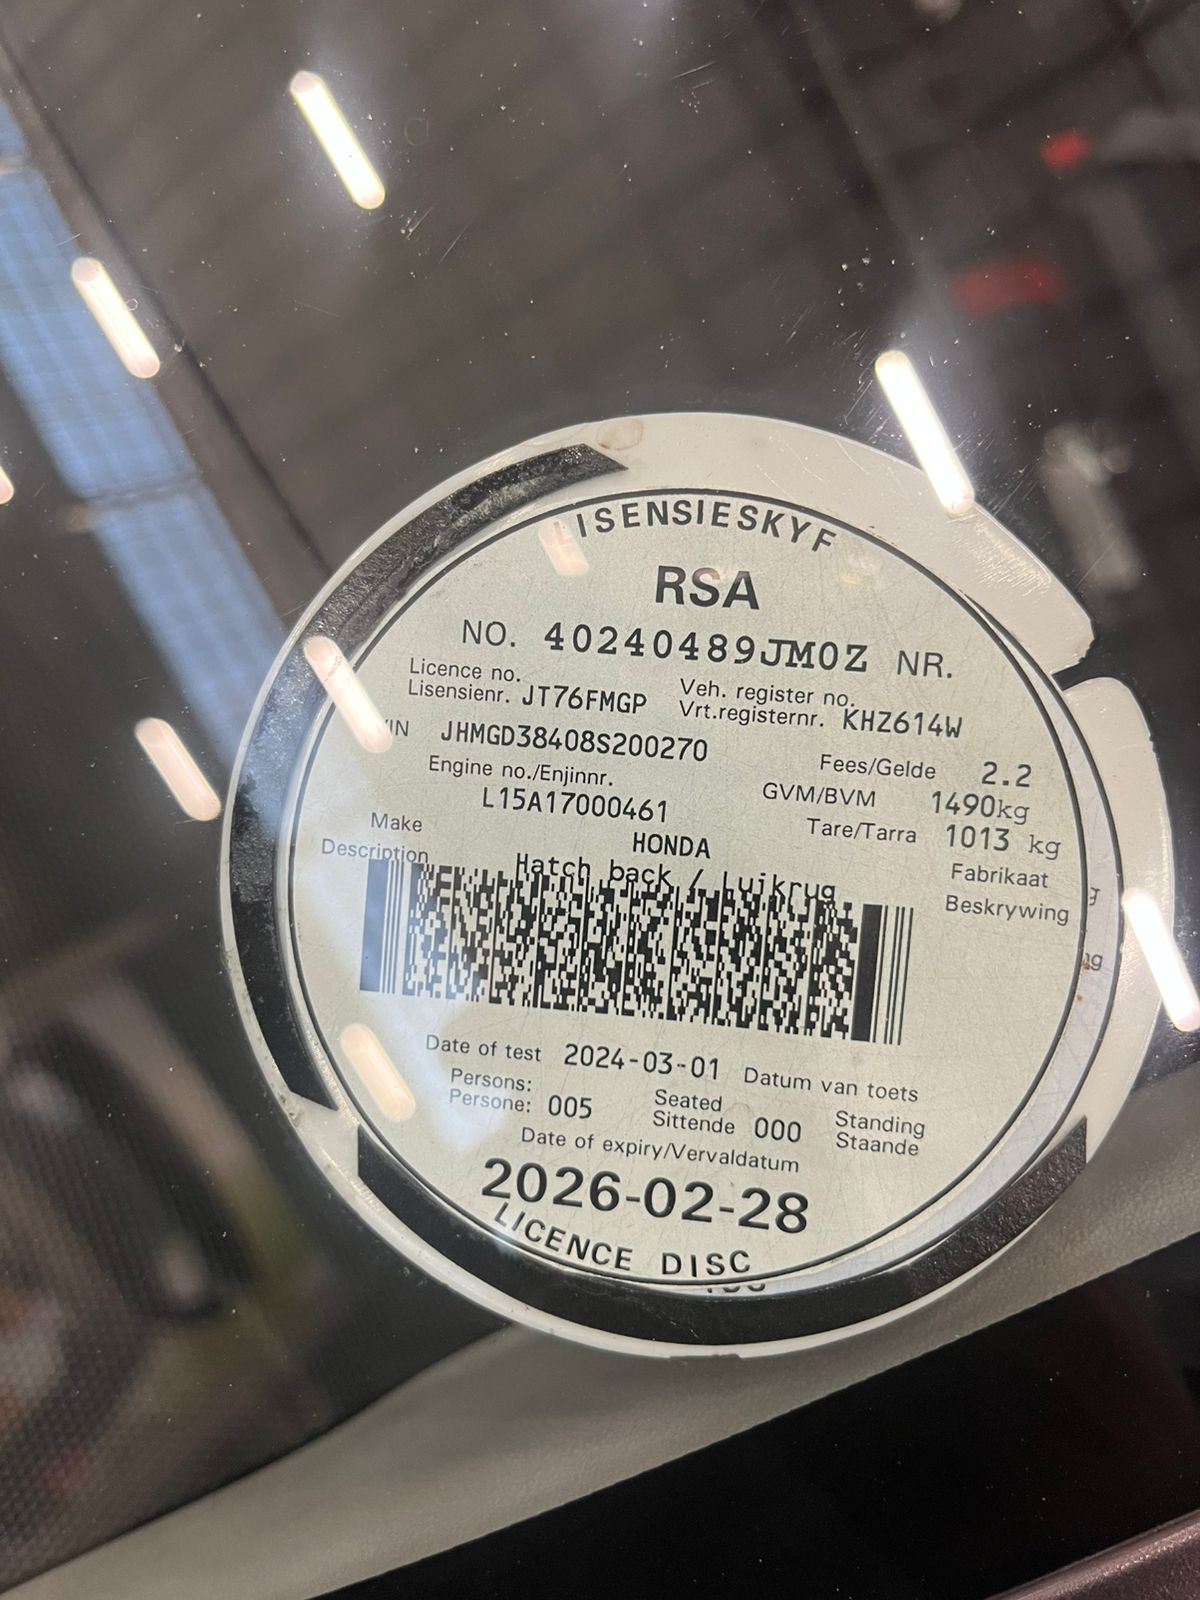 LISENSIESKYF
RSA
NO. 40240489JM0Z NR.
Licence no. Veh. register no.
Lisensienr. JT76FMGP Vrt.registernr. KHZ614W
VIN JHMGD38408S200270 Fees/Gelde 2.2
Engine no./Enjinnr. GVM/BVM 1490kg
L15A17000461 Tare/Tarra 1013 kg
Make HONDA Fabrikaat
Description Hatch back / Luikrug Beskrywing
Date of test 2024-03-01 Datum van toets
Persons: Seated Standing
Persone: 005 Sittende 000 Staande
Date of expiry/Vervaldatum
2026-02-28
LICENCE DISC